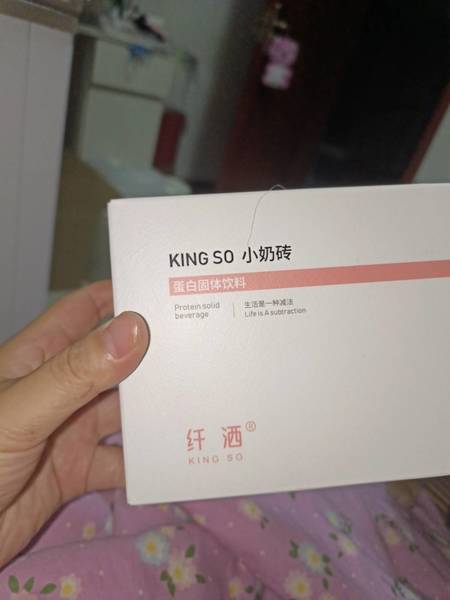 KING SO 小奶砖
蛋白固体饮料
Protein solid
beverage
生活是一种减法
Life is A subtraction
纤洒®
KING SO